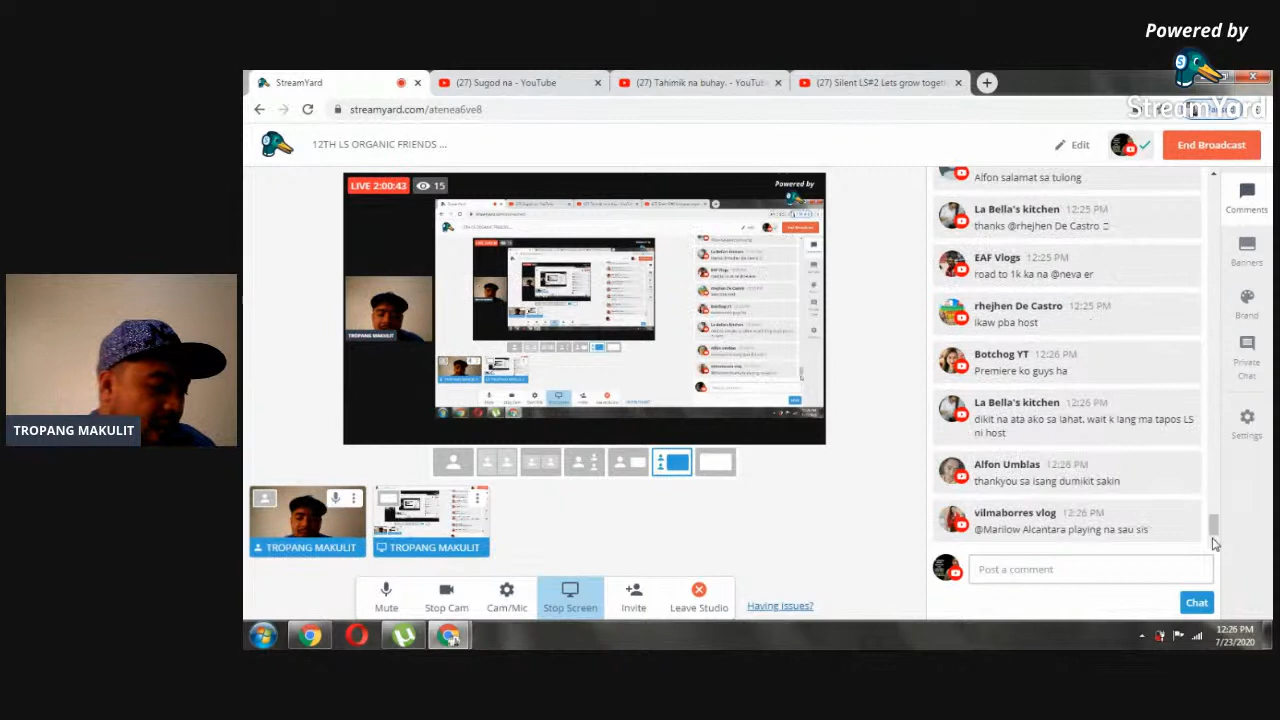 Powered by
StreamYard
StreamYard
(27) Sugod na - YouTube
(27) Tahimik na buhay. - YouTub
(27) Silent LS#2 Lets grow togeth
streamyard.com/atenea6ve8
Paused
12TH LS ORGANIC FRIENDS ...
Edit
End Broadcast
LIVE 2:00:43
15
Powered by
TROPANG MAKULIT
TROPANG MAKULIT
Alfon salamat sa tulong
La Bella's kitchen 12:25 PM
thanks @rhejhen De Castro
EAF Vlogs 12:25 PM
road to 1k ka na @neva er
rhejhen De Castro 12:25 PM
ikaw pba host
Botchog YT 12:26 PM
Premiere ko guys ha
La Bella's kitchen 12:26 PM
dikit na ata ako sa lahat. wait k lang ma tapos LS
ni host
Alfon Umblas 12:26 PM
thankyou sa isang dumikit sakin
vilmaborres vlog 12:26 PM
@Marilow Alcantara playing na sau sis
Post a comment
Chat
Comments
Banners
Brand
Private
Chat
Settings
TROPANG MAKULIT
TROPANG MAKULIT
Mute
Stop Cam
Cam/Mic
Stop Screen
Invite
Leave Studio
Having issues?
12:26 PM
7/23/2020